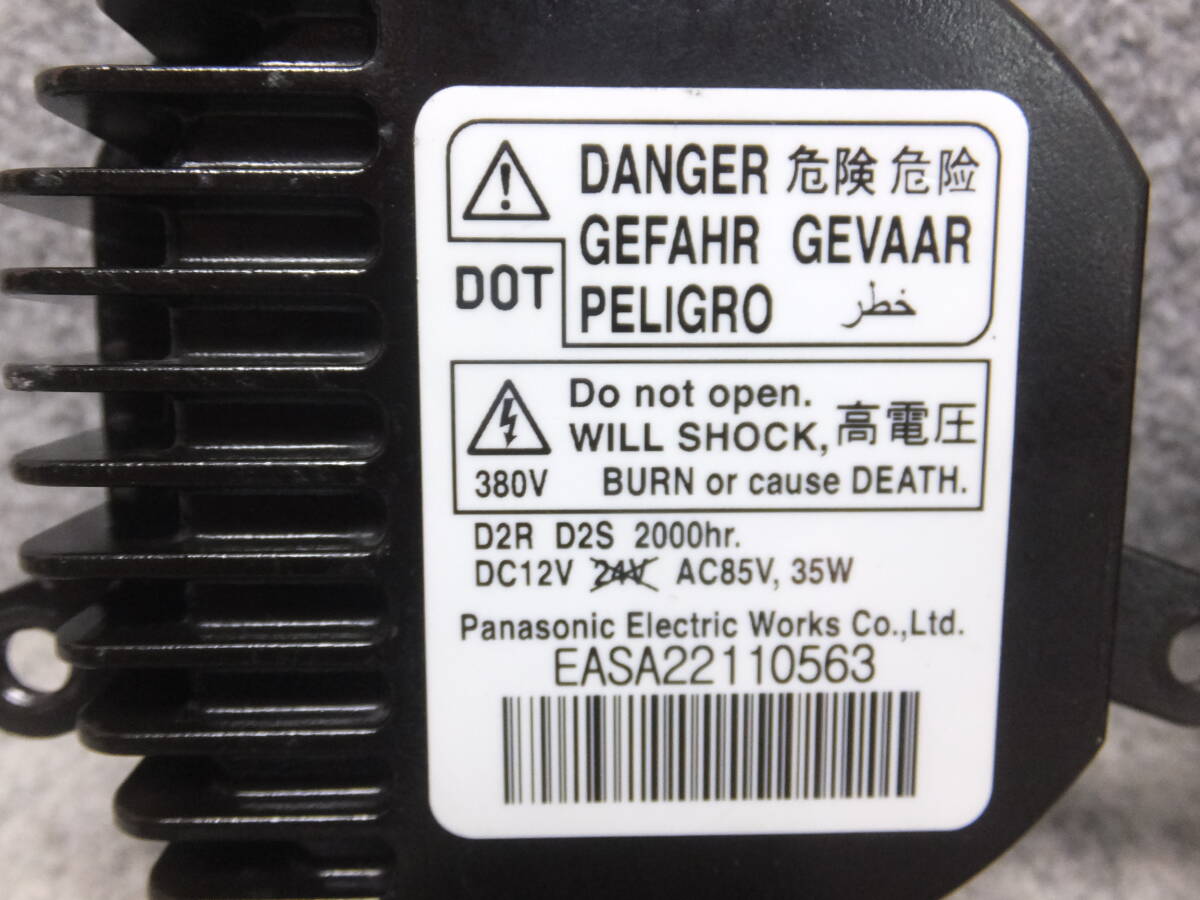 DANGER 危険 危险
GEFAHR GEVAAR
DOT
PELIGRO خطر
Do not open.
WILL SHOCK, 高電圧
380V BURN or cause DEATH.
D2R D2S 2000hr.
DC12V 24V AC85V, 35W
Panasonic Electric Works Co.,Ltd.
EASA22110563